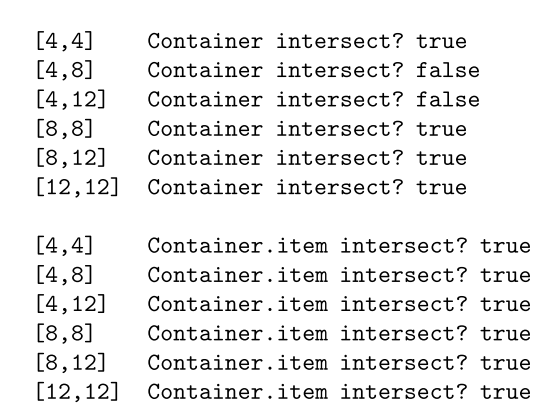 [4,4] Container intersect? true
[4,8] Container intersect? false
[4,12] Container intersect? false
[8,8] Container intersect? true
[8,12] Container intersect? true
[12,12] Container intersect? true
[4,4] Container.item intersect? true
[4,8] Container.item intersect? true
[4,12] Container.item intersect? true
[8,8] Container.item intersect? true
[8,12] Container.item intersect? true
[12,12] Container.item intersect? true